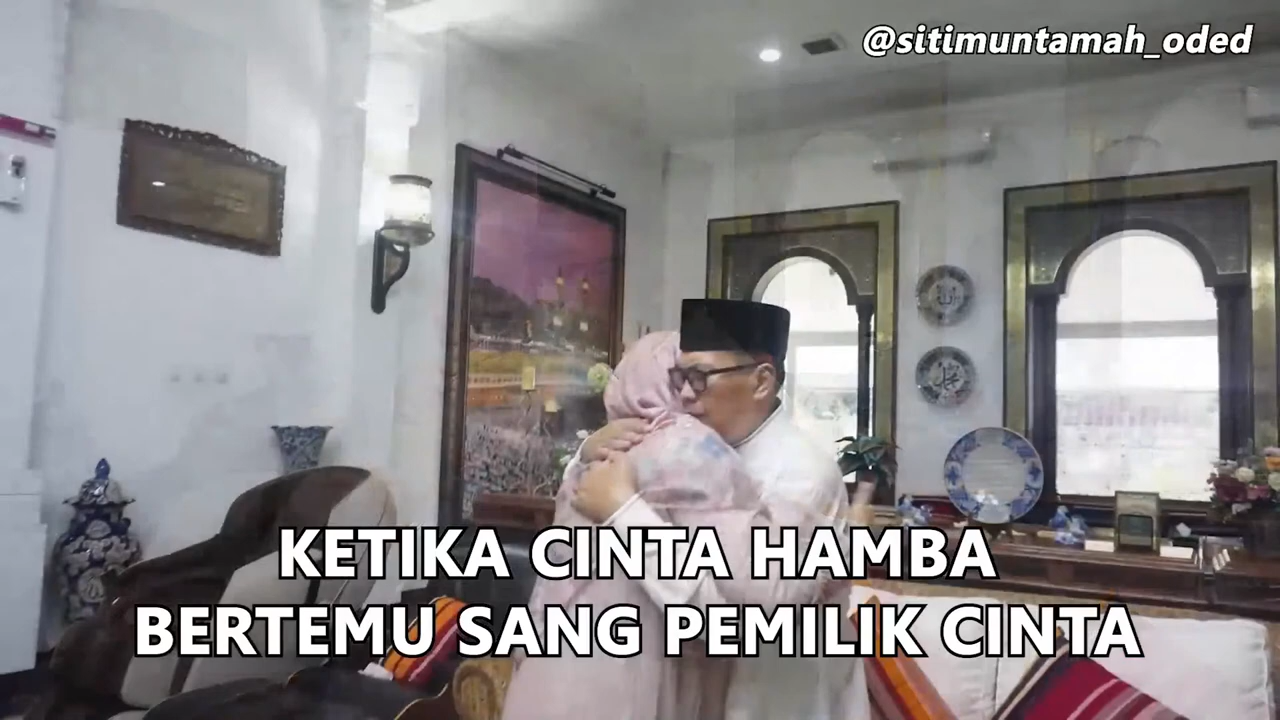 @sitimuntamah_oded
KETIKA CINTA HAMBA
BERTEMU SANG PEMILIK CINTA